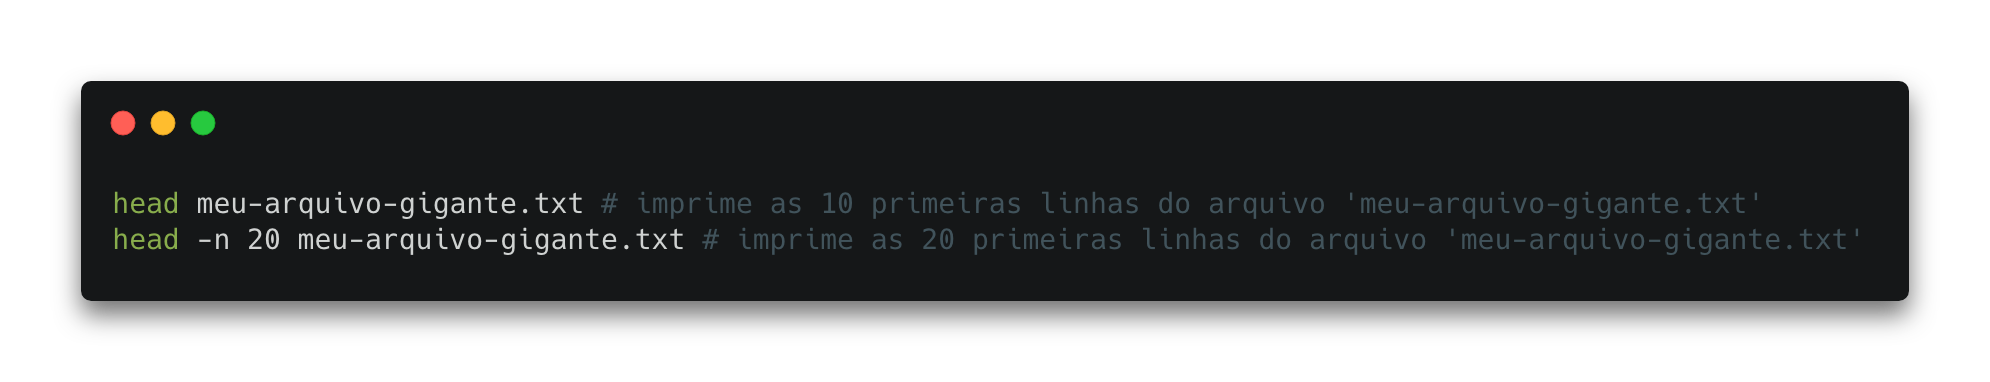 head meu-arquivo-gigante.txt # imprime as 10 primeiras linhas do arquivo 'meu-arquivo-gigante.txt'
head -n 20 meu-arquivo-gigante.txt # imprime as 20 primeiras linhas do arquivo 'meu-arquivo-gigante.txt'